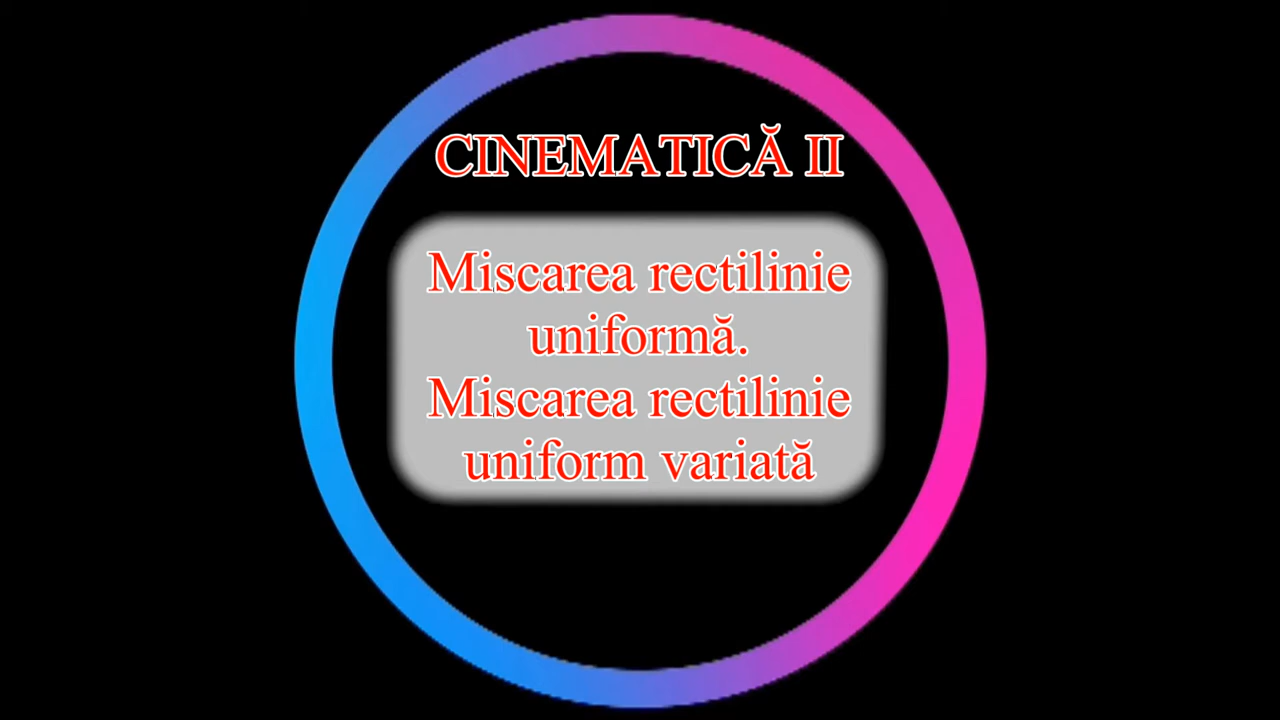 CINEMATICĂ II
Miscarea rectilinie
uniformă.
Miscarea rectilinie
uniform variată